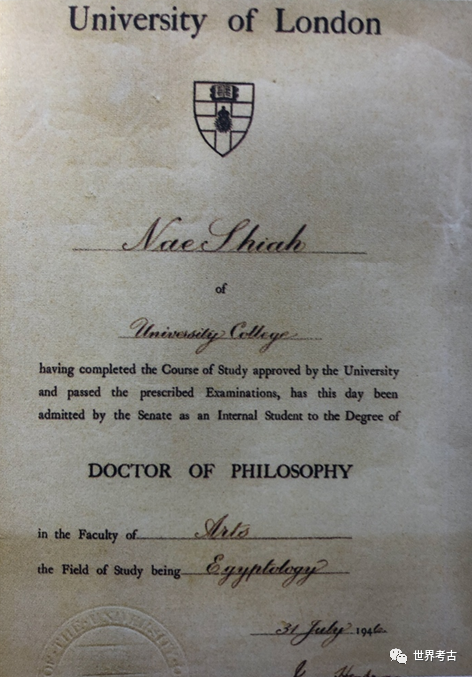 University of London
Nae Shiah
of
University College
having completed the Course of Study approved by the University
and passed the prescribed Examinations, has this day been
admitted by the Senate as an Internal Student to the Degree of
DOCTOR OF PHILOSOPHY
in the Faculty of Arts
the Field of Study being Egyptology
31 July 1946
世界考古